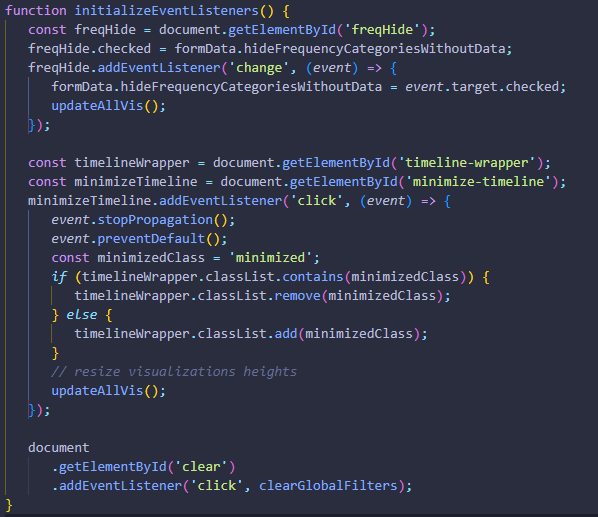 function initializeEventListeners() {
   const freqHide = document.getElementById('freqHide');
   freqHide.checked = formData.hideFrequencyCategoriesWithoutData;
   freqHide.addEventListener('change', (event) => {
      formData.hideFrequencyCategoriesWithoutData = event.target.checked;
      updateAllVis();
   });

   const timelineWrapper = document.getElementById('timeline-wrapper');
   const minimizeTimeline = document.getElementById('minimize-timeline');
   minimizeTimeline.addEventListener('click', (event) => {
      event.stopPropagation();
      event.preventDefault();
      const minimizedClass = 'minimized';
      if (timelineWrapper.classList.contains(minimizedClass)) {
         timelineWrapper.classList.remove(minimizedClass);
      } else {
         timelineWrapper.classList.add(minimizedClass);
      }
      // resize visualizations heights
      updateAllVis();
   });

   document
      .getElementById('clear')
      .addEventListener('click', clearGlobalFilters);
}